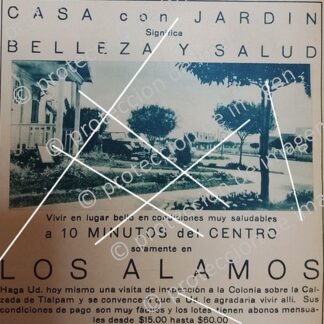 CASA con JARDIN
Significa
BELLEZA Y SALUD
Vivir en lugar bello en condiciones muy saludables
a 10 MINUTOS del CENTRO
solamente en
LOS ALAMOS
Haga Ud. hoy mismo una visita de inspección a la Colonia sobre la Cal-
zada de Tlalpam y se convence que a Ud. le agradaria vivir allí. Sus
condiciones de pago son muy fáciles y los lotes tienen abonos mensua-
les desde $15.00 hasta $60.00
© proteccion de imagen